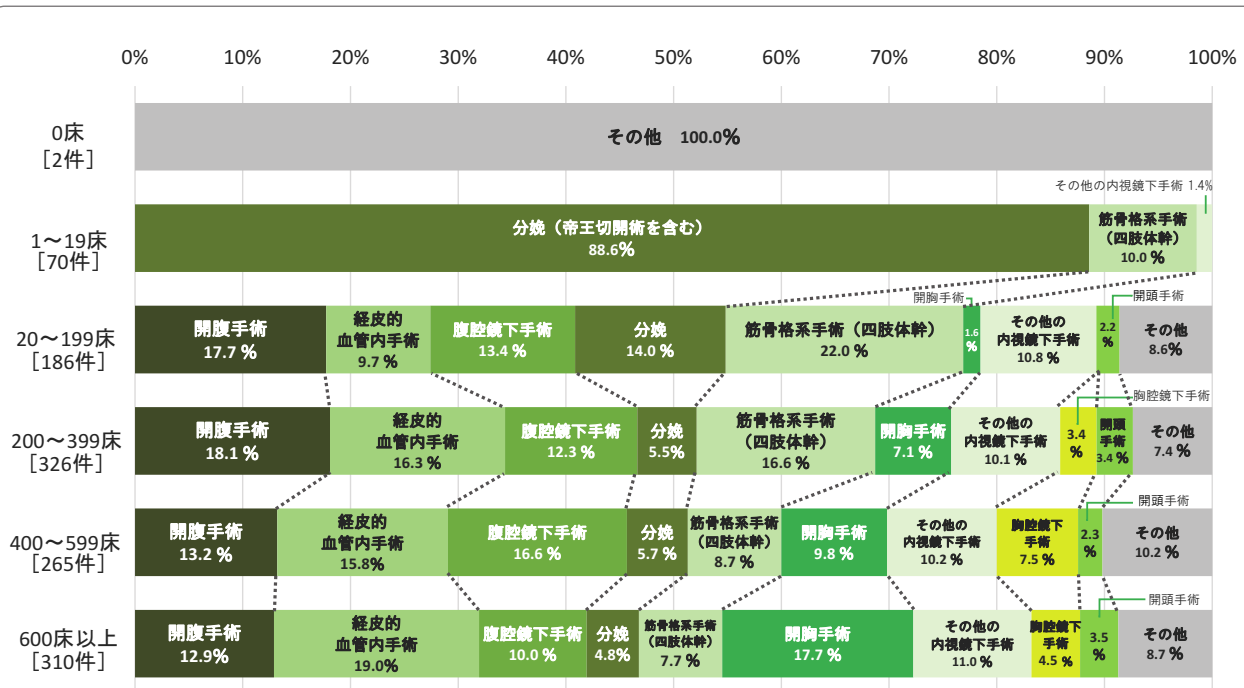 0% 10% 20% 30% 40% 50% 60% 70% 80% 90% 100%
0床
[2件]
その他 100.0%
その他の内視鏡下手術 1.4%
1～19床
[70件]
分娩（帝王切開術を含む）
88.6%
筋骨格系手術
（四肢体幹）
10.0 %
開胸手術
開頭手術
20～199床
[186件]
開腹手術
17.7 %
経皮的
血管内手術
9.7 %
腹腔鏡下手術
13.4 %
分娩
14.0 %
筋骨格系手術（四肢体幹）
22.0 %
1.6
%
その他の
内視鏡下手術
10.8 %
2.2
%
その他
8.6%
胸腔鏡下手術
200～399床
[326件]
開腹手術
18.1 %
経皮的
血管内手術
16.3 %
腹腔鏡下手術
12.3 %
分娩
5.5%
筋骨格系手術
（四肢体幹）
16.6 %
開胸手術
7.1 %
その他の
内視鏡下手術
10.1 %
3.4
%
開頭
手術
3.4 %
その他
7.4 %
開頭手術
400～599床
[265件]
開腹手術
13.2 %
経皮的
血管内手術
15.8%
腹腔鏡下手術
16.6 %
分娩
5.7 %
筋骨格系手術
（四肢体幹）
8.7 %
開胸手術
9.8 %
その他の
内視鏡下手術
10.2 %
胸腔鏡下
手術
7.5 %
2.3
%
その他
10.2 %
開頭手術
600床以上
[310件]
開腹手術
12.9%
経皮的
血管内手術
19.0%
腹腔鏡下手術
10.0 %
分娩
4.8%
筋骨格系手術
（四肢体幹）
7.7 %
開胸手術
17.7 %
その他の
内視鏡下手術
11.0 %
胸腔鏡下
手術
4.5 %
3.5
%
その他
8.7 %